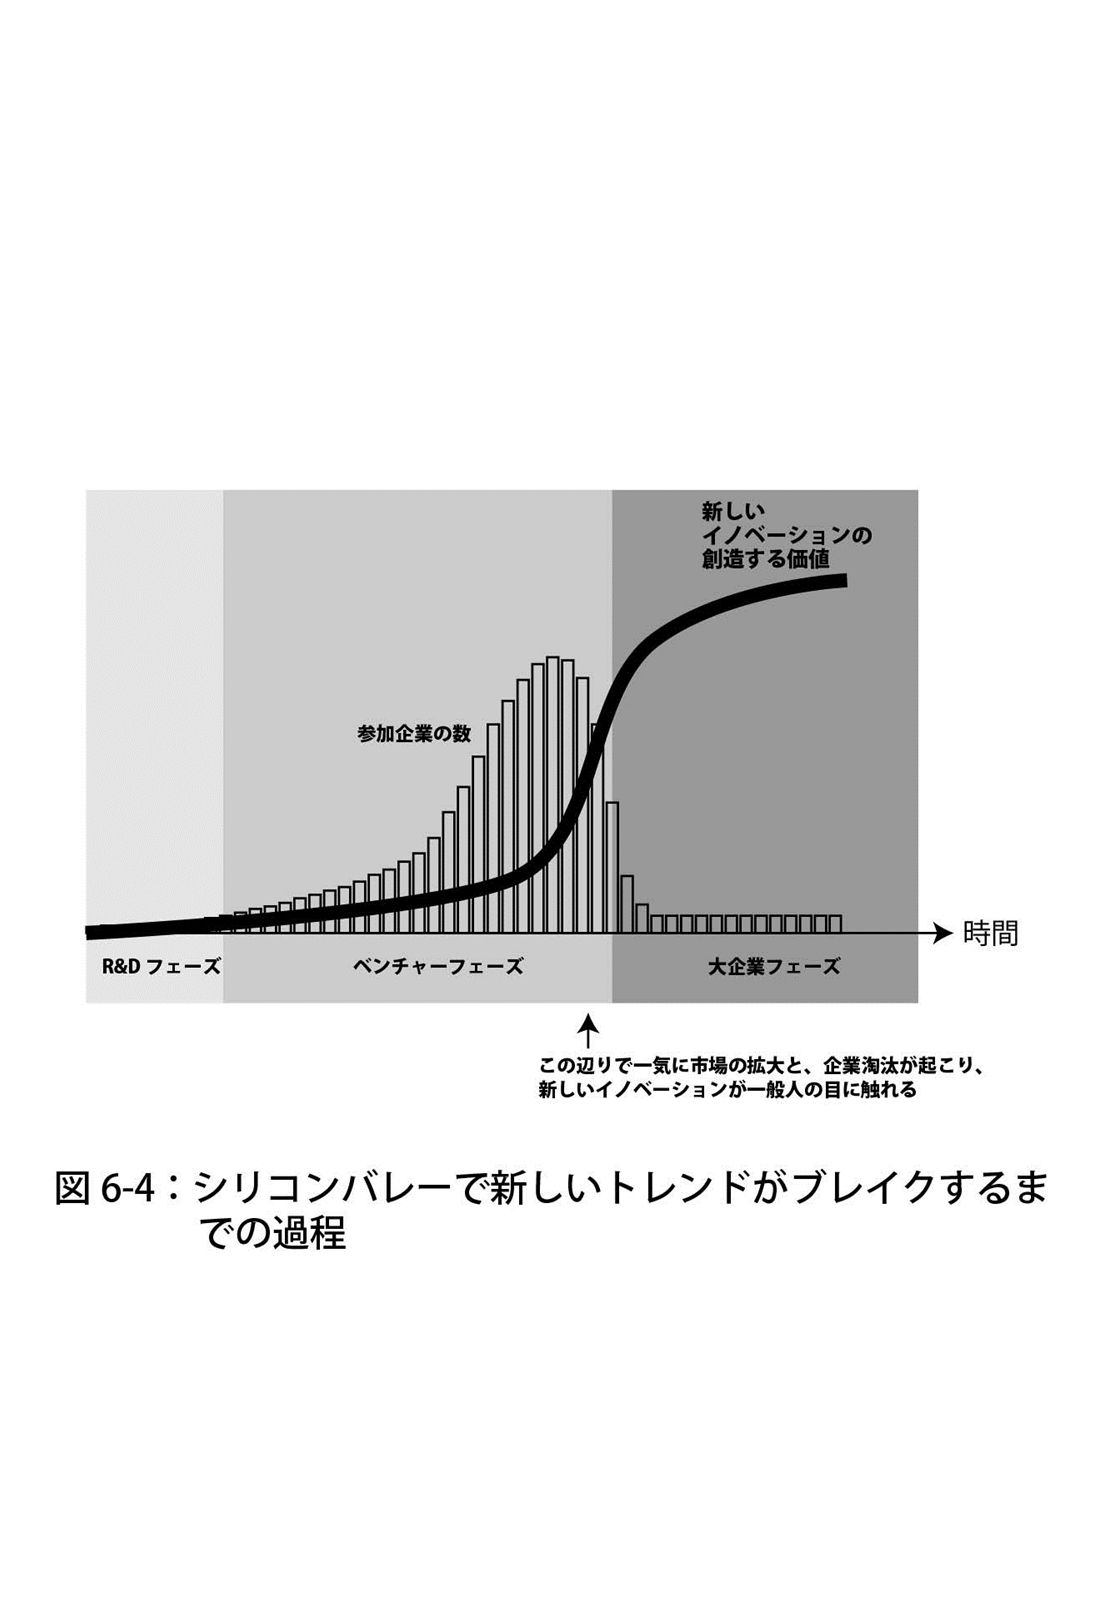 新しい
イノベーションの
創造する価値
参加企業の数
時間
R&D フェーズ
ベンチャーフェーズ
大企業フェーズ
この辺りで一気に市場の拡大と、企業淘汰が起こり、
新しいイノベーションが一般人の目に触れる
図 6-4：シリコンバレーで新しいトレンドがブレイクするま
での過程